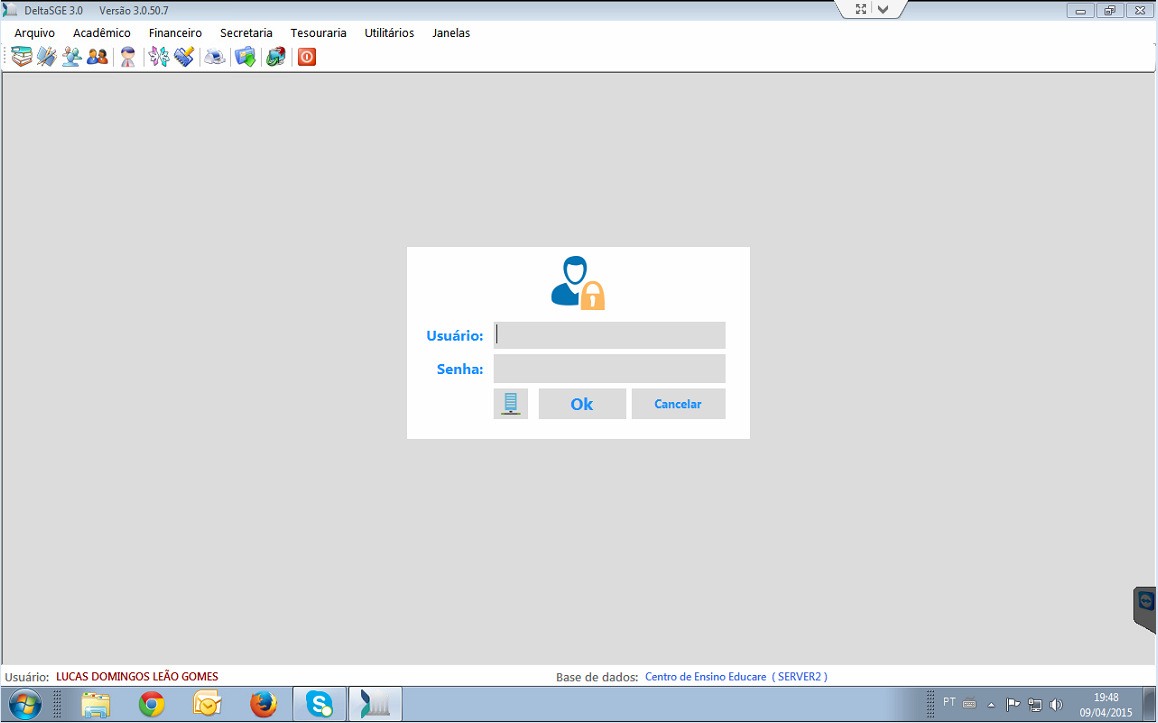 DeltaSGE 3.0 Versão 3.0.50.7
Arquivo Acadêmico Financeiro Secretaria Tesouraria Utilitários Janelas
Usuário:
Senha:
Ok Cancelar
Usuário: LUCAS DOMINGOS LEÃO GOMES Base de dados: Centro de Ensino Educare ( SERVER2 )
PT 19:48
09/04/2015